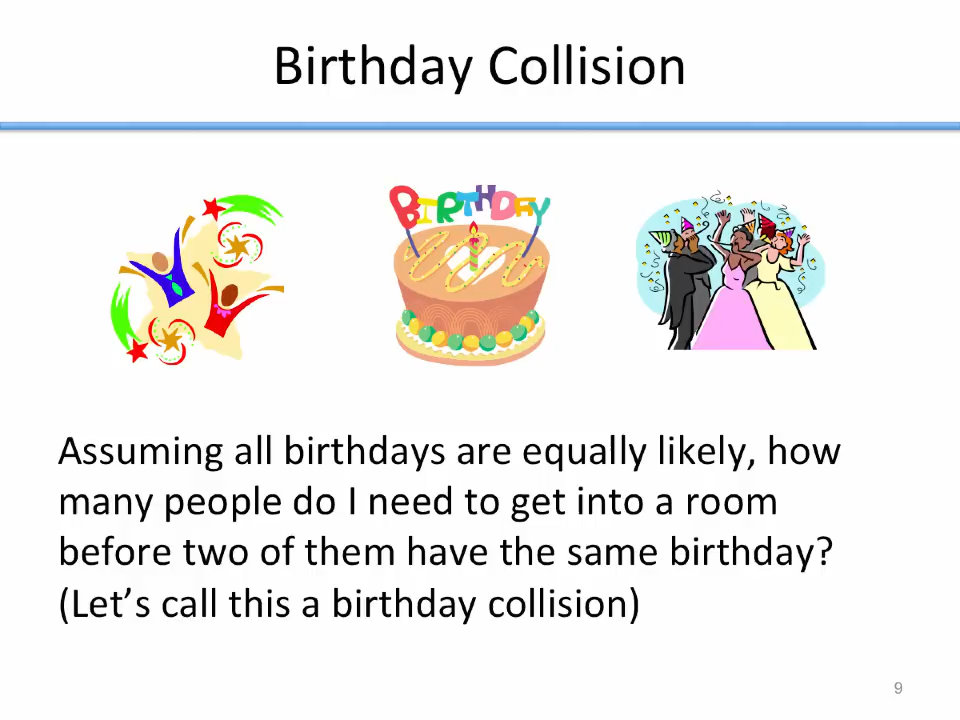 Birthday Collision
BIRTHDAY
Assuming all birthdays are equally likely, how
many people do I need to get into a room
before two of them have the same birthday?
(Let’s call this a birthday collision)
9